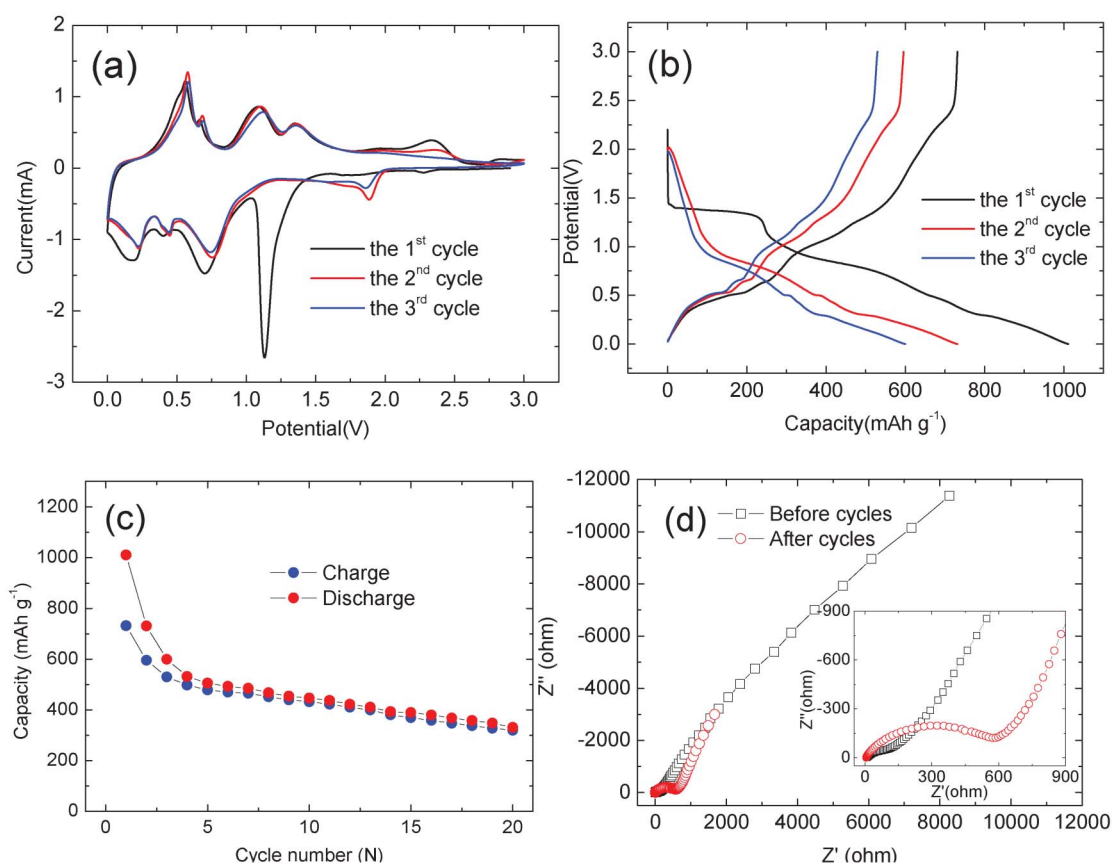 (a)
2
1
0
-1
-2
-3
Current(mA)
0.0 0.5 1.0 1.5 2.0 2.5 3.0
Potential(V)
the 1st cycle
the 2nd cycle
the 3rd cycle
(b)
3.0
2.5
2.0
1.5
1.0
0.5
0.0
Potential(V)
0 200 400 600 800 1000
Capacity(mAh g-1)
the 1st cycle
the 2nd cycle
the 3rd cycle
(c)
1200
1000
800
600
400
200
0
Capacity (mAh g-1)
0 5 10 15 20
Cycle number (N)
Charge
Discharge
(d)
-12000
-10000
-8000
-6000
-4000
-2000
0
Z'' (ohm)
0 2000 4000 6000 8000 10000 12000
Z' (ohm)
Before cycles
After cycles
-900
-600
-300
0
Z''(ohm)
0 300 600 900
Z'(ohm)